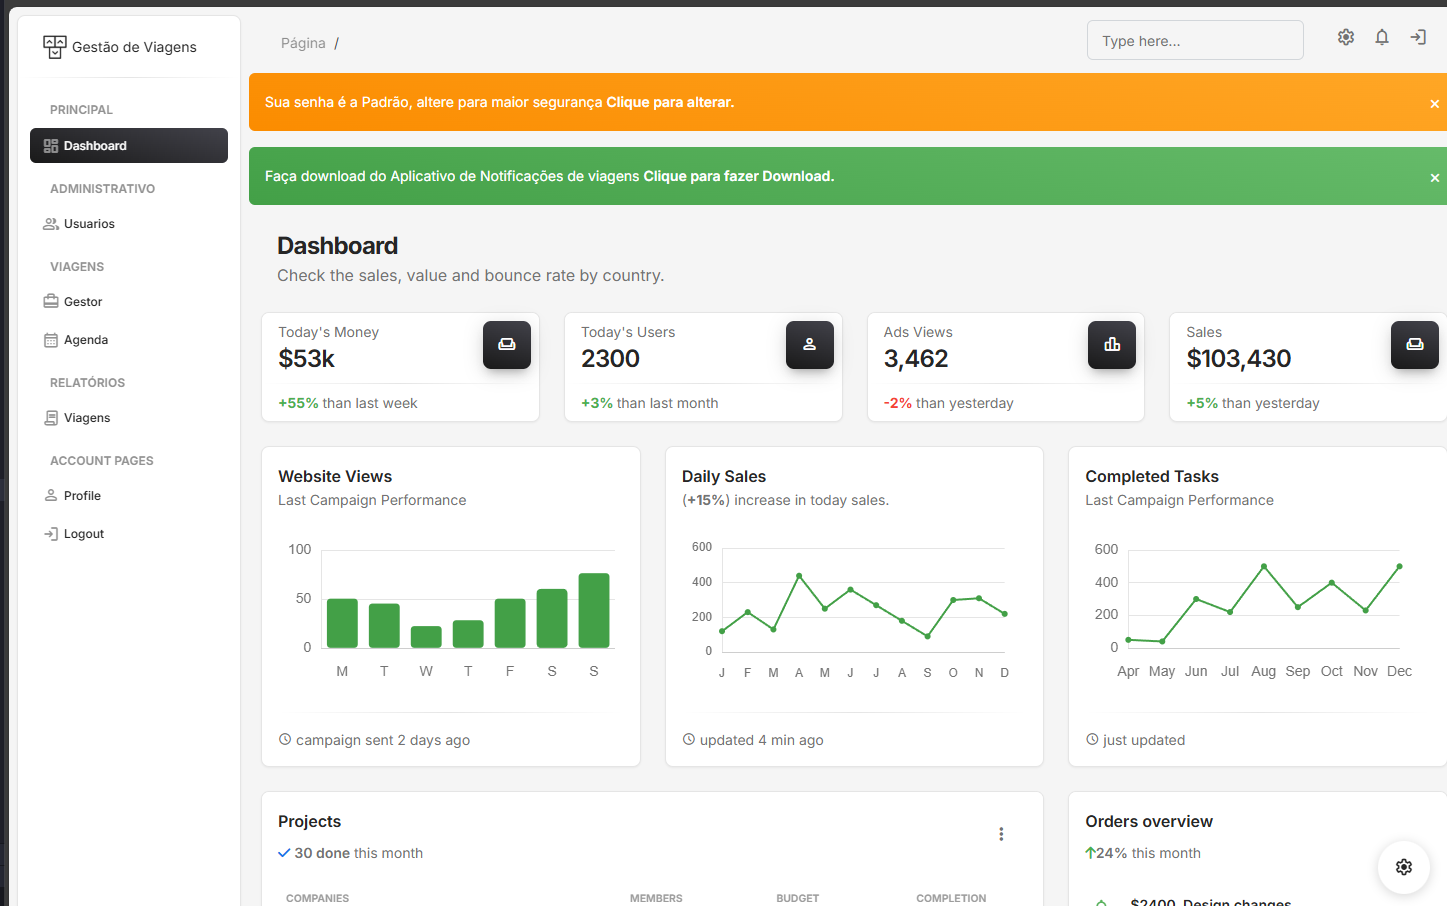 Gestão de Viagens
PRINCIPAL
Dashboard
ADMINISTRATIVO
Usuarios
VIAGENS
Gestor
Agenda
RELATÓRIOS
Viagens
ACCOUNT PAGES
Profile
Logout
Página /
Type here...
Sua senha é a Padrão, altere para maior segurança Clique para alterar.
×
Faça download do Aplicativo de Notificações de viagens Clique para fazer Download.
×
Dashboard
Check the sales, value and bounce rate by country.
Today's Money
$53k
+55% than last week
Today's Users
2300
+3% than last month
Ads Views
3,462
-2% than yesterday
Sales
$103,430
+5% than yesterday
Website Views
Last Campaign Performance
100
50
0
M T W T F S S
campaign sent 2 days ago
Daily Sales
(+15%) increase in today sales.
600
400
200
0
J F M A M J J A S O N D
updated 4 min ago
Completed Tasks
Last Campaign Performance
600
400
200
0
Apr May Jun Jul Aug Sep Oct Nov Dec
just updated
Projects
30 done this month
COMPANIES MEMBERS BUDGET COMPLETION
Orders overview
24% this month
$2400, Design changes